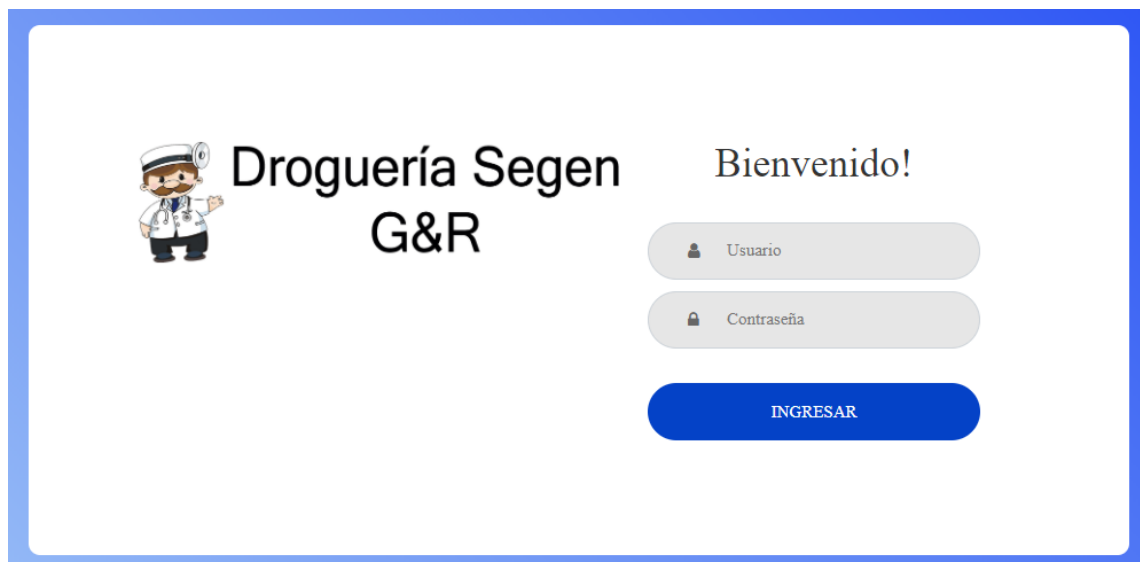 Droguería Segen
G&R
Bienvenido!
Usuario
Contraseña
INGRESAR